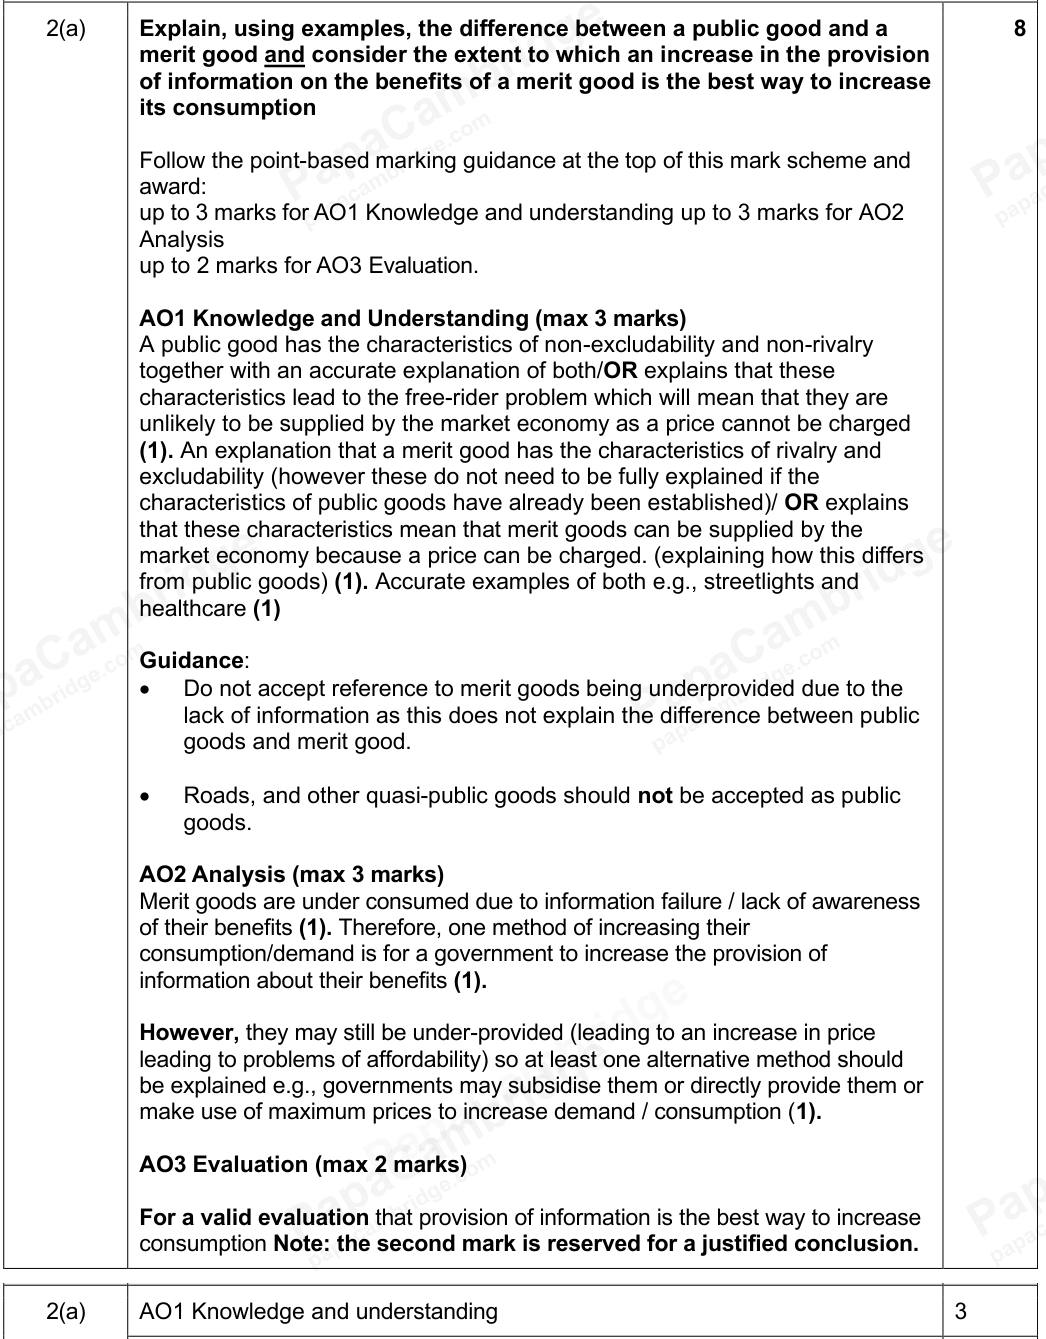 2(a)
Explain, using examples, the difference between a public good and a
8
merit good and consider the extent to which an increase in the provision
of information on the benefits of a merit good is the best way to increase
its consumption
Follow the point-based marking guidance at the top of this mark scheme and
award:
up to 3 marks for AO1 Knowledge and understanding up to 3 marks for AO2
Analysis
up to 2 marks for AO3 Evaluation.
AO1 Knowledge and Understanding (max 3 marks)
A public good has the characteristics of non-excludability and non-rivalry
together with an accurate explanation of both/OR explains that these
characteristics lead to the free-rider problem which will mean that they are
unlikely to be supplied by the market economy as a price cannot be charged
(1). An explanation that a merit good has the characteristics of rivalry and
excludability (however these do not need to be fully explained if the
characteristics of public goods have already been established)/ OR explains
that these characteristics mean that merit goods can be supplied by the
market economy because a price can be charged. (explaining how this differs
from public goods) (1). Accurate examples of both e.g., streetlights and
healthcare (1)
Guidance:
• Do not accept reference to merit goods being underprovided due to the
lack of information as this does not explain the difference between public
goods and merit good.
• Roads, and other quasi-public goods should not be accepted as public
goods.
AO2 Analysis (max 3 marks)
Merit goods are under consumed due to information failure / lack of awareness
of their benefits (1). Therefore, one method of increasing their
consumption/demand is for a government to increase the provision of
information about their benefits (1).
However, they may still be under-provided (leading to an increase in price
leading to problems of affordability) so at least one alternative method should
be explained e.g., governments may subsidise them or directly provide them or
make use of maximum prices to increase demand / consumption (1).
AO3 Evaluation (max 2 marks)
For a valid evaluation that provision of information is the best way to increase
consumption Note: the second mark is reserved for a justified conclusion.
2(a)
AO1 Knowledge and understanding
3
PapaCambridge
papacambridge.com